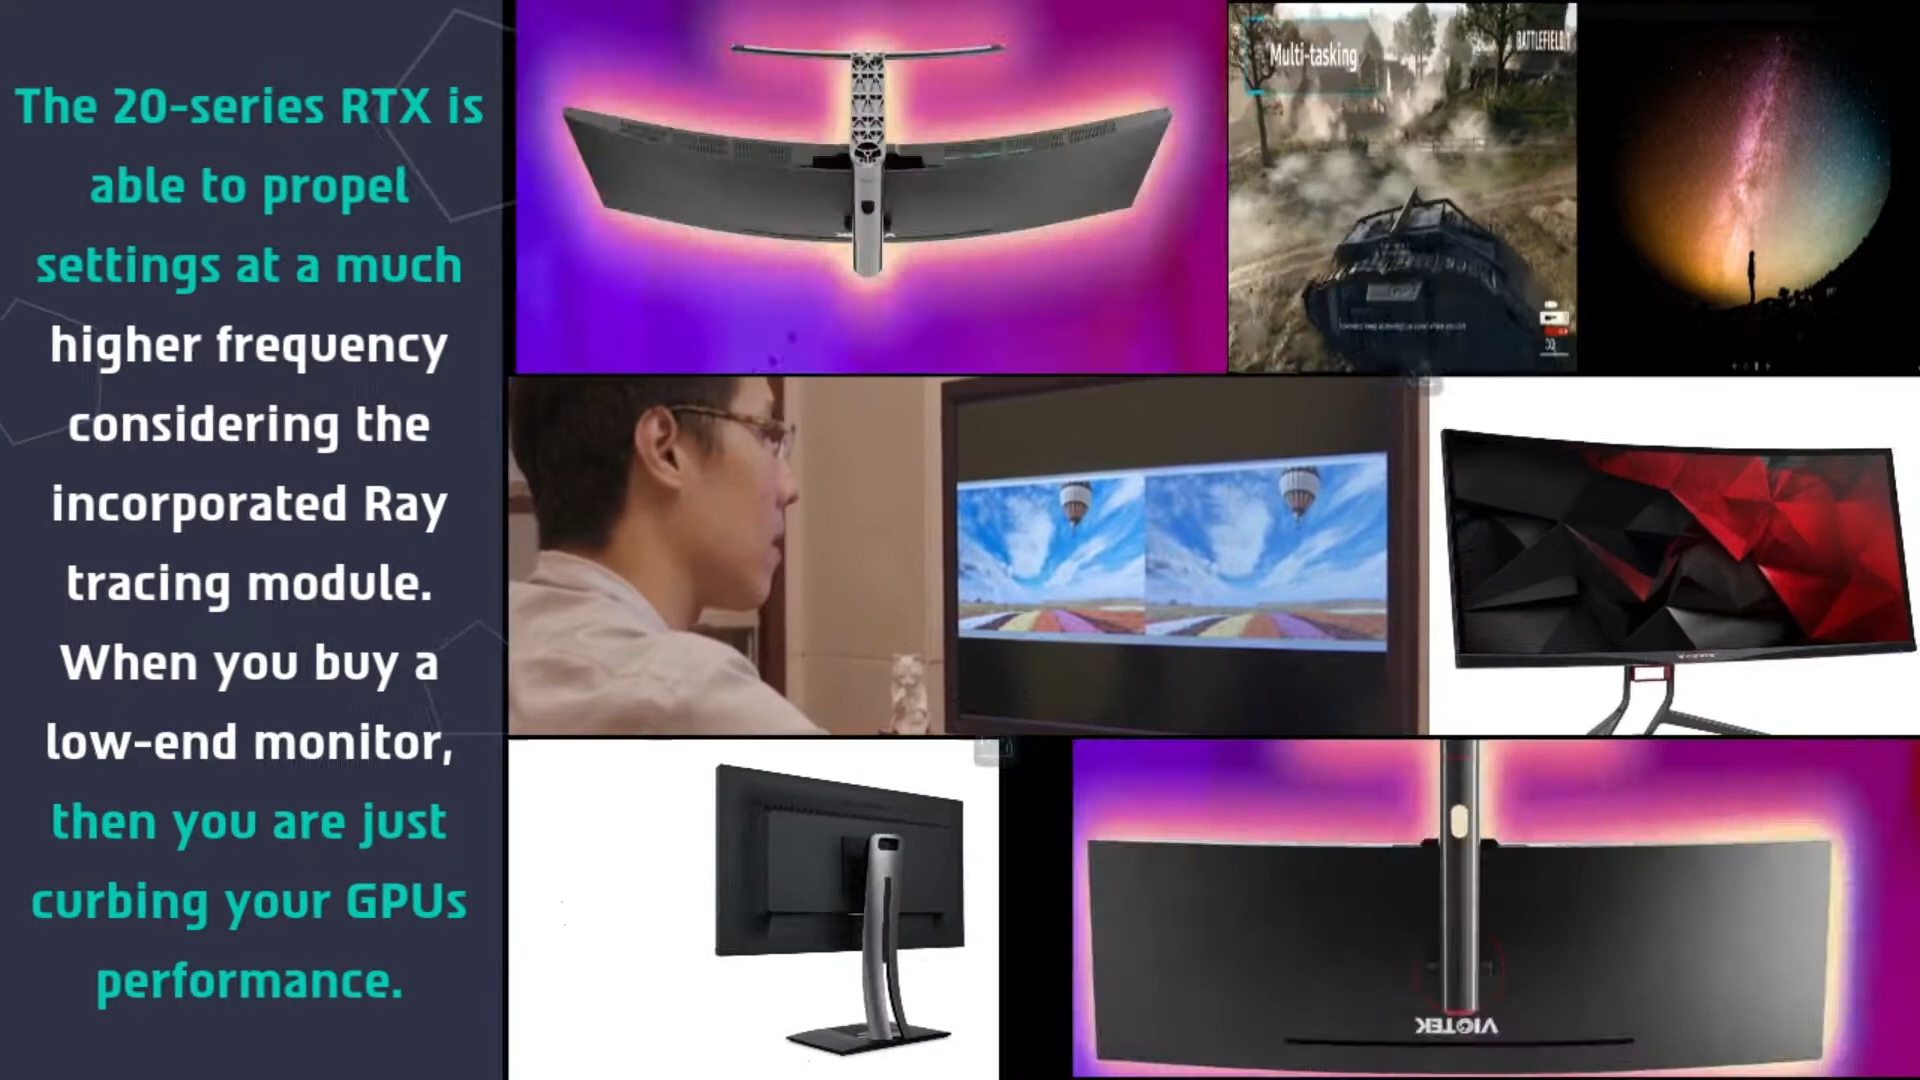 The 20-series RTX is
able to propel
settings at a much
higher frequency
considering the
incorporated Ray
tracing module.
When you buy a
low-end monitor,
then you are just
curbing your GPUs
performance.
Multi-tasking
BATTLEFIELD 1
VIOTEK